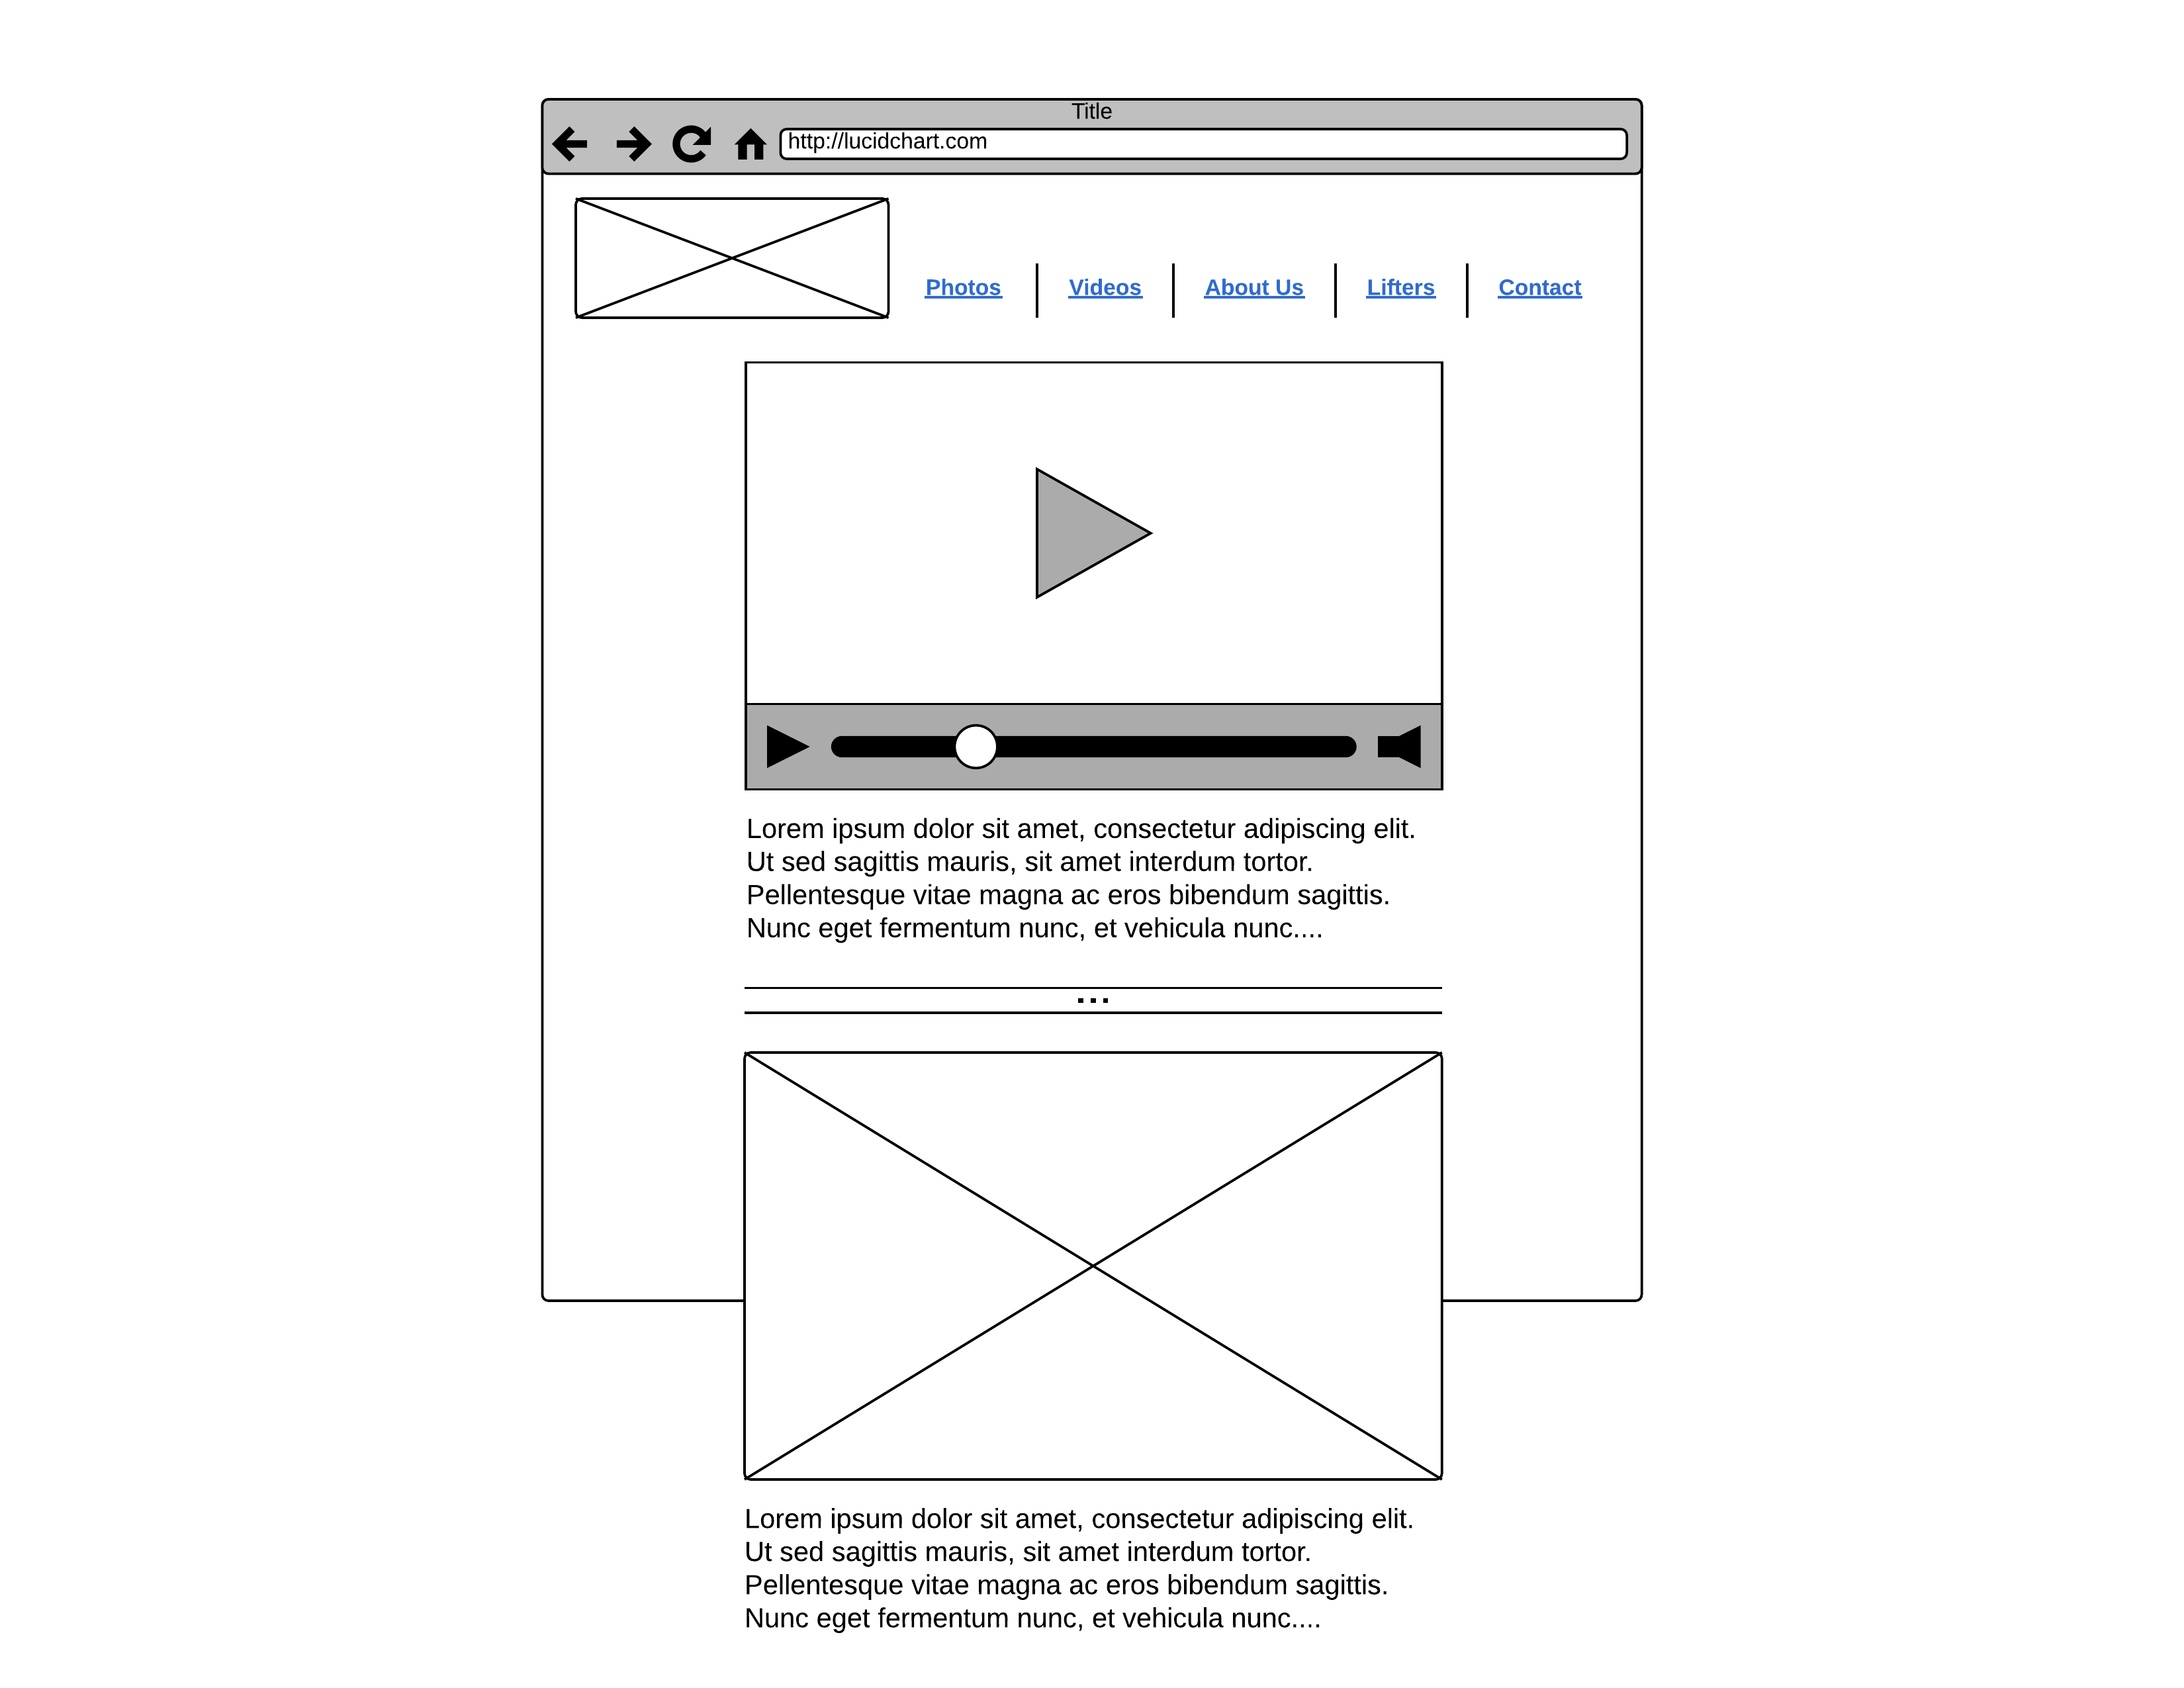 Title
http://lucidchart.com
Photos
Videos
About Us
Lifters
Contact
Lorem ipsum dolor sit amet, consectetur adipiscing elit.
Ut sed sagittis mauris, sit amet interdum tortor.
Pellentesque vitae magna ac eros bibendum sagittis.
Nunc eget fermentum nunc, et vehicula nunc....
...
Lorem ipsum dolor sit amet, consectetur adipiscing elit.
Ut sed sagittis mauris, sit amet interdum tortor.
Pellentesque vitae magna ac eros bibendum sagittis.
Nunc eget fermentum nunc, et vehicula nunc....